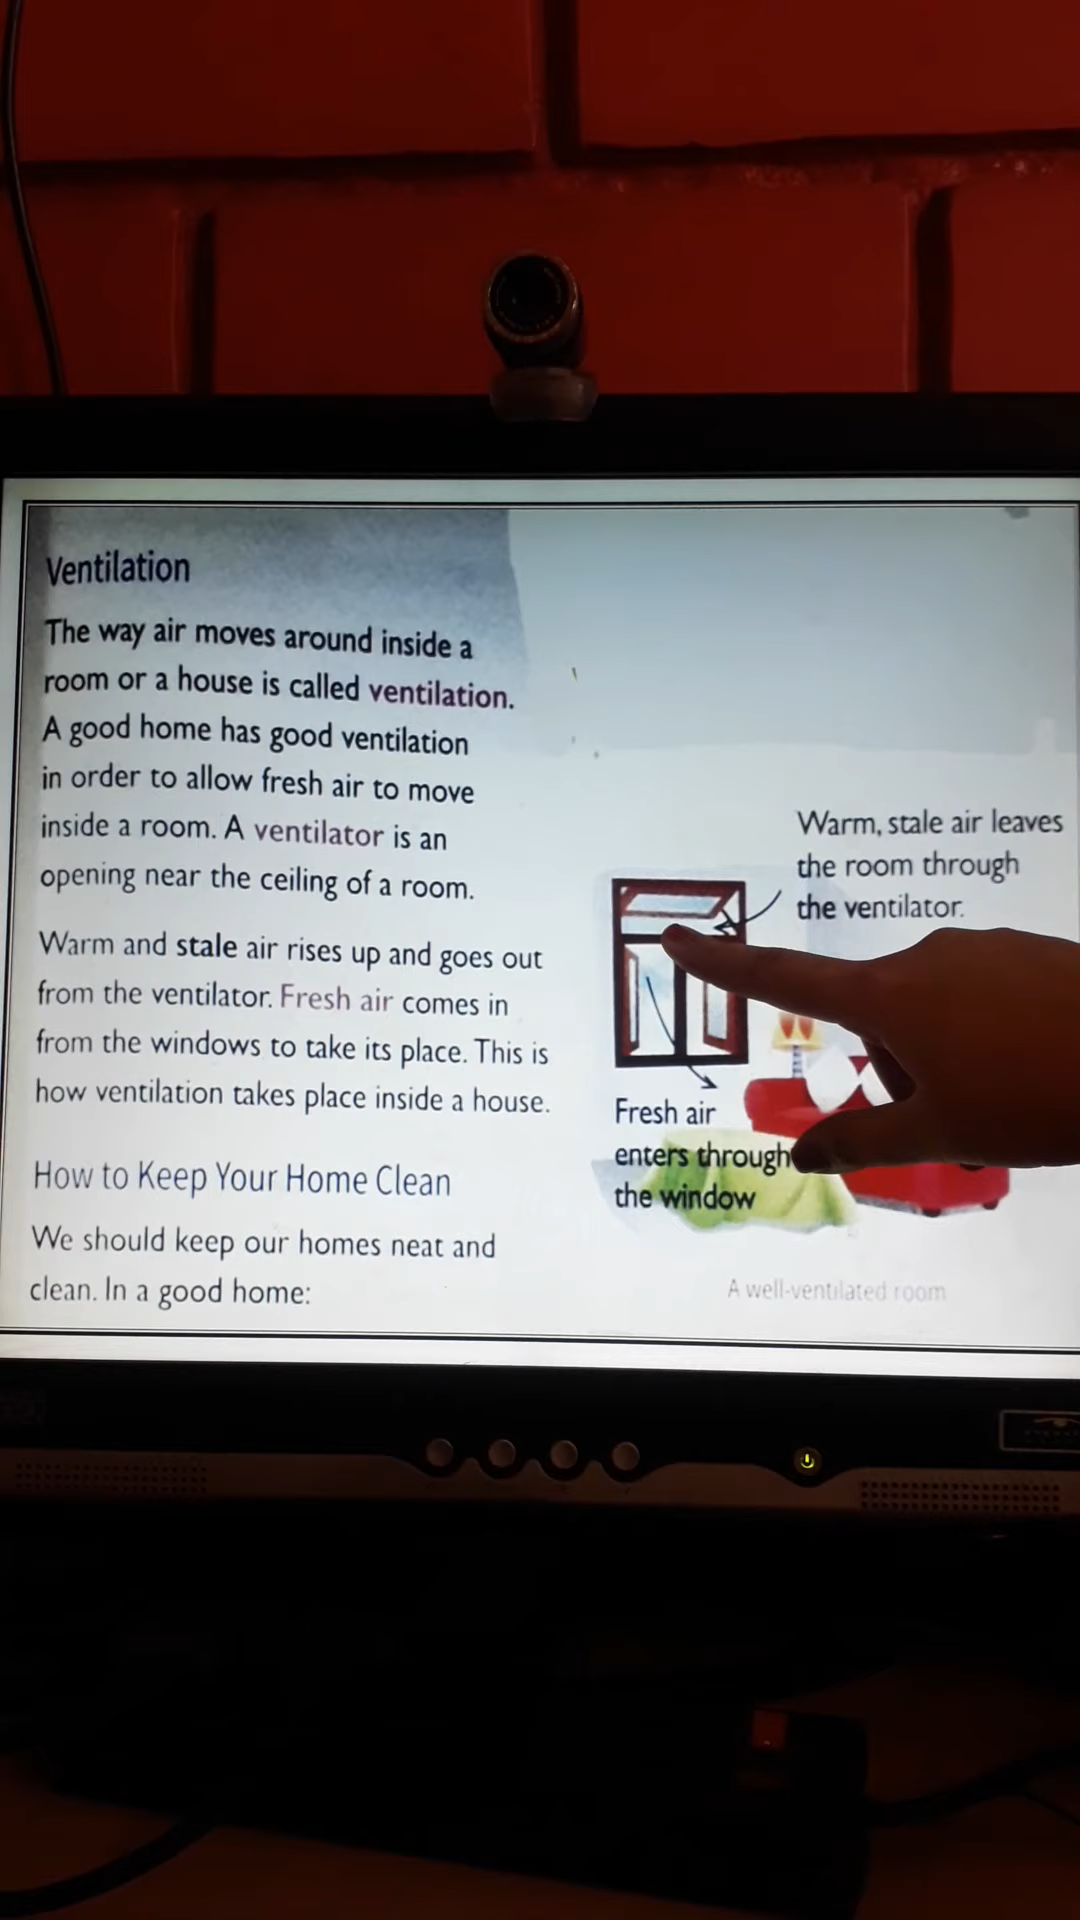 Ventilation
The way air moves around inside a
room or a house is called ventilation.
A good home has good ventilation
in order to allow fresh air to move
inside a room. A ventilator is an
opening near the ceiling of a room.
Warm and stale air rises up and goes out
from the ventilator. Fresh air comes in
from the windows to take its place. This is
how ventilation takes place inside a house.
How to Keep Your Home Clean
We should keep our homes neat and
clean. In a good home:
Warm, stale air leaves
the room through
the ventilator.
Fresh air
enters through
the window
A well-ventilated room